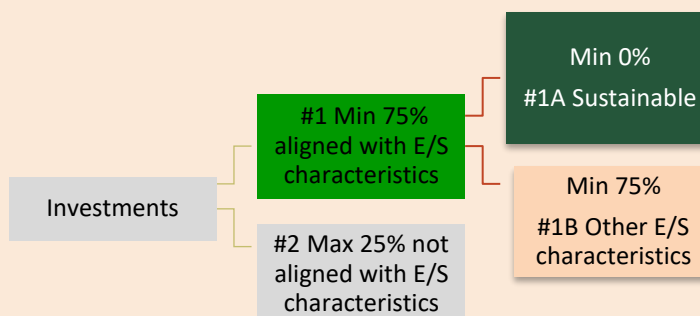 Investments
#1 Min 75%
aligned with E/S
characteristics
#2 Max 25% not
aligned with E/S
characteristics
Min 0%
#1A Sustainable
Min 75%
#1B Other E/S
characteristics